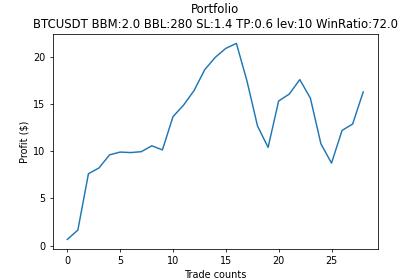 Portfolio
BTCUSDT BBM:2.0 BBL:280 SL:1.4 TP:0.6 lev:10 WinRatio:72.0
Profit ($)
20
15
10
5
0
0 5 10 15 20 25
Trade counts